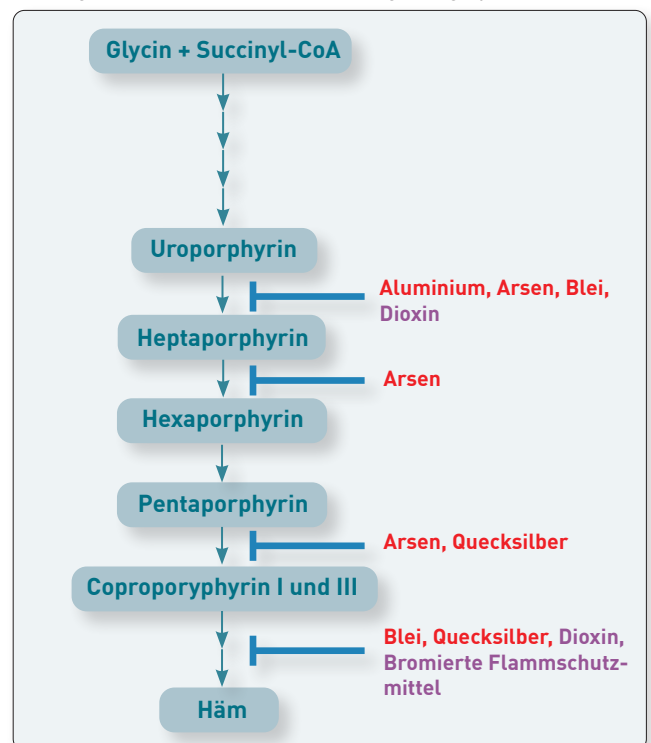 Glycin + Succinyl-CoA
Uroporphyrin
Aluminium, Arsen, Blei,
Dioxin
Heptaporphyrin
Arsen
Hexaporphyrin
Pentaporphyrin
Arsen, Quecksilber
Coproporyphyrin I und III
Blei, Quecksilber, Dioxin,
Bromierte Flammschutz-
mittel
Häm